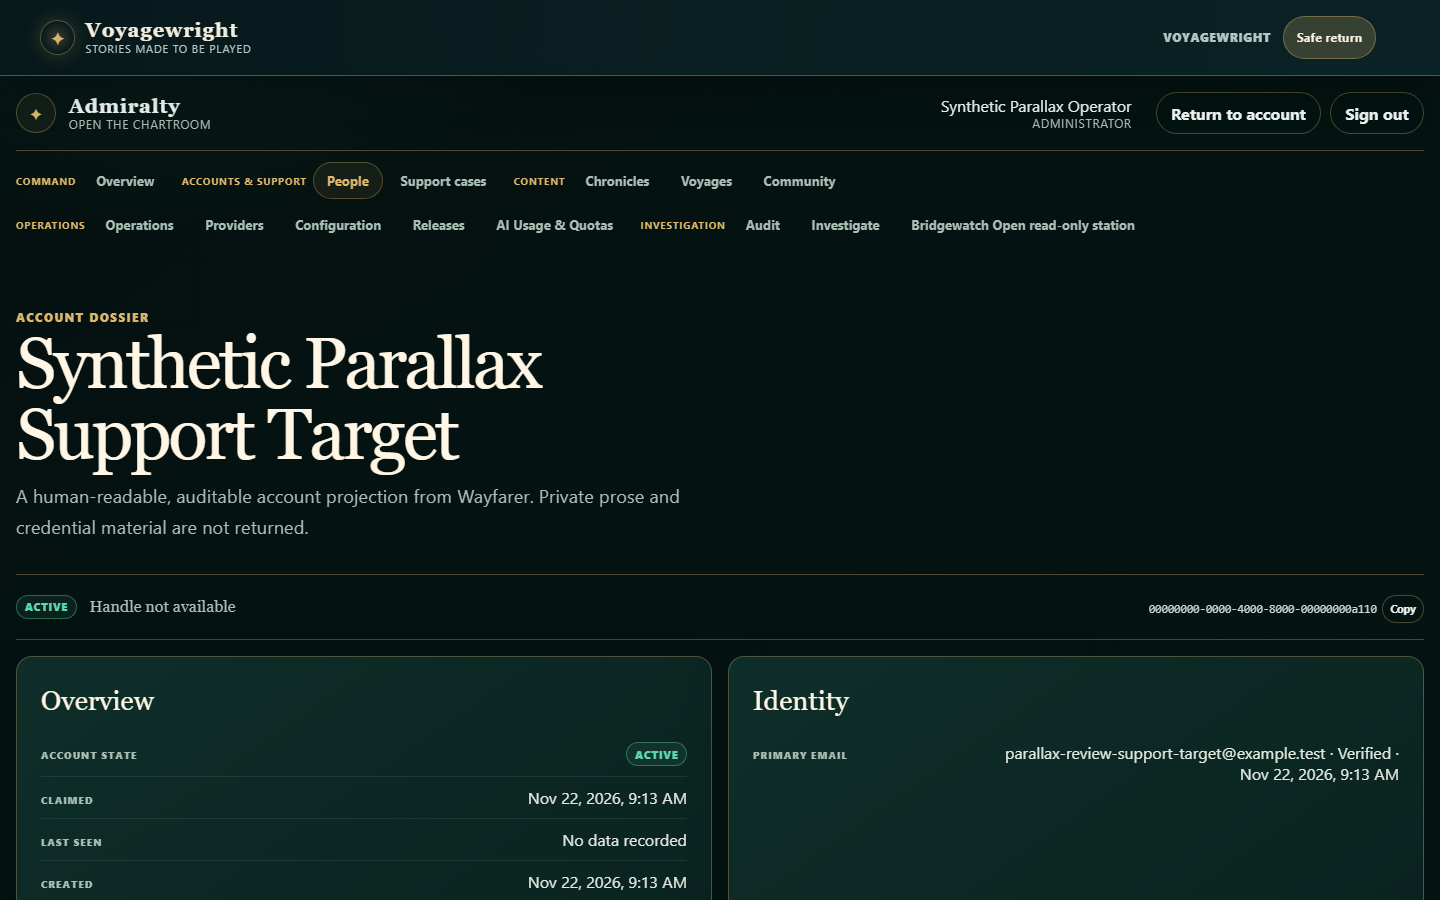 Voyagewright
STORIES MADE TO BE PLAYED
VOYAGEWRIGHT
Safe return
Admiralty
OPEN THE CHARTROOM
Synthetic Parallax Operator
ADMINISTRATOR
Return to account
Sign out
COMMAND Overview ACCOUNTS & SUPPORT People Support cases CONTENT Chronicles Voyages Community
OPERATIONS Operations Providers Configuration Releases AI Usage & Quotas INVESTIGATION Audit Investigate Bridgewatch Open read-only station
ACCOUNT DOSSIER
Synthetic Parallax
Support Target
A human-readable, auditable account projection from Wayfarer. Private prose and
credential material are not returned.
ACTIVE Handle not available
00000000-0000-4000-8000-00000000a110 Copy
Overview
ACCOUNT STATE ACTIVE
CLAIMED Nov 22, 2026, 9:13 AM
LAST SEEN No data recorded
CREATED Nov 22, 2026, 9:13 AM
Identity
PRIMARY EMAIL parallax-review-support-target@example.test · Verified ·
Nov 22, 2026, 9:13 AM